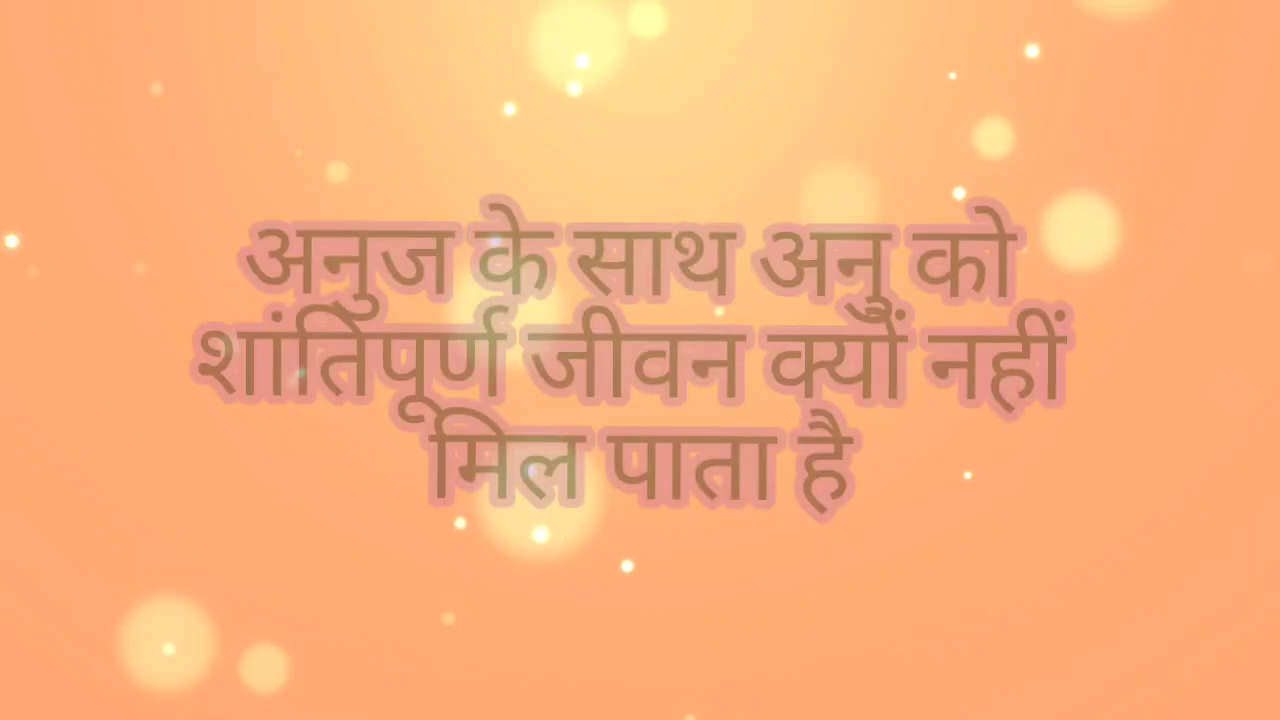 अनुज के साथ अनु को
शांतिपूर्ण जीवन क्यों नहीं
मिल पाता है